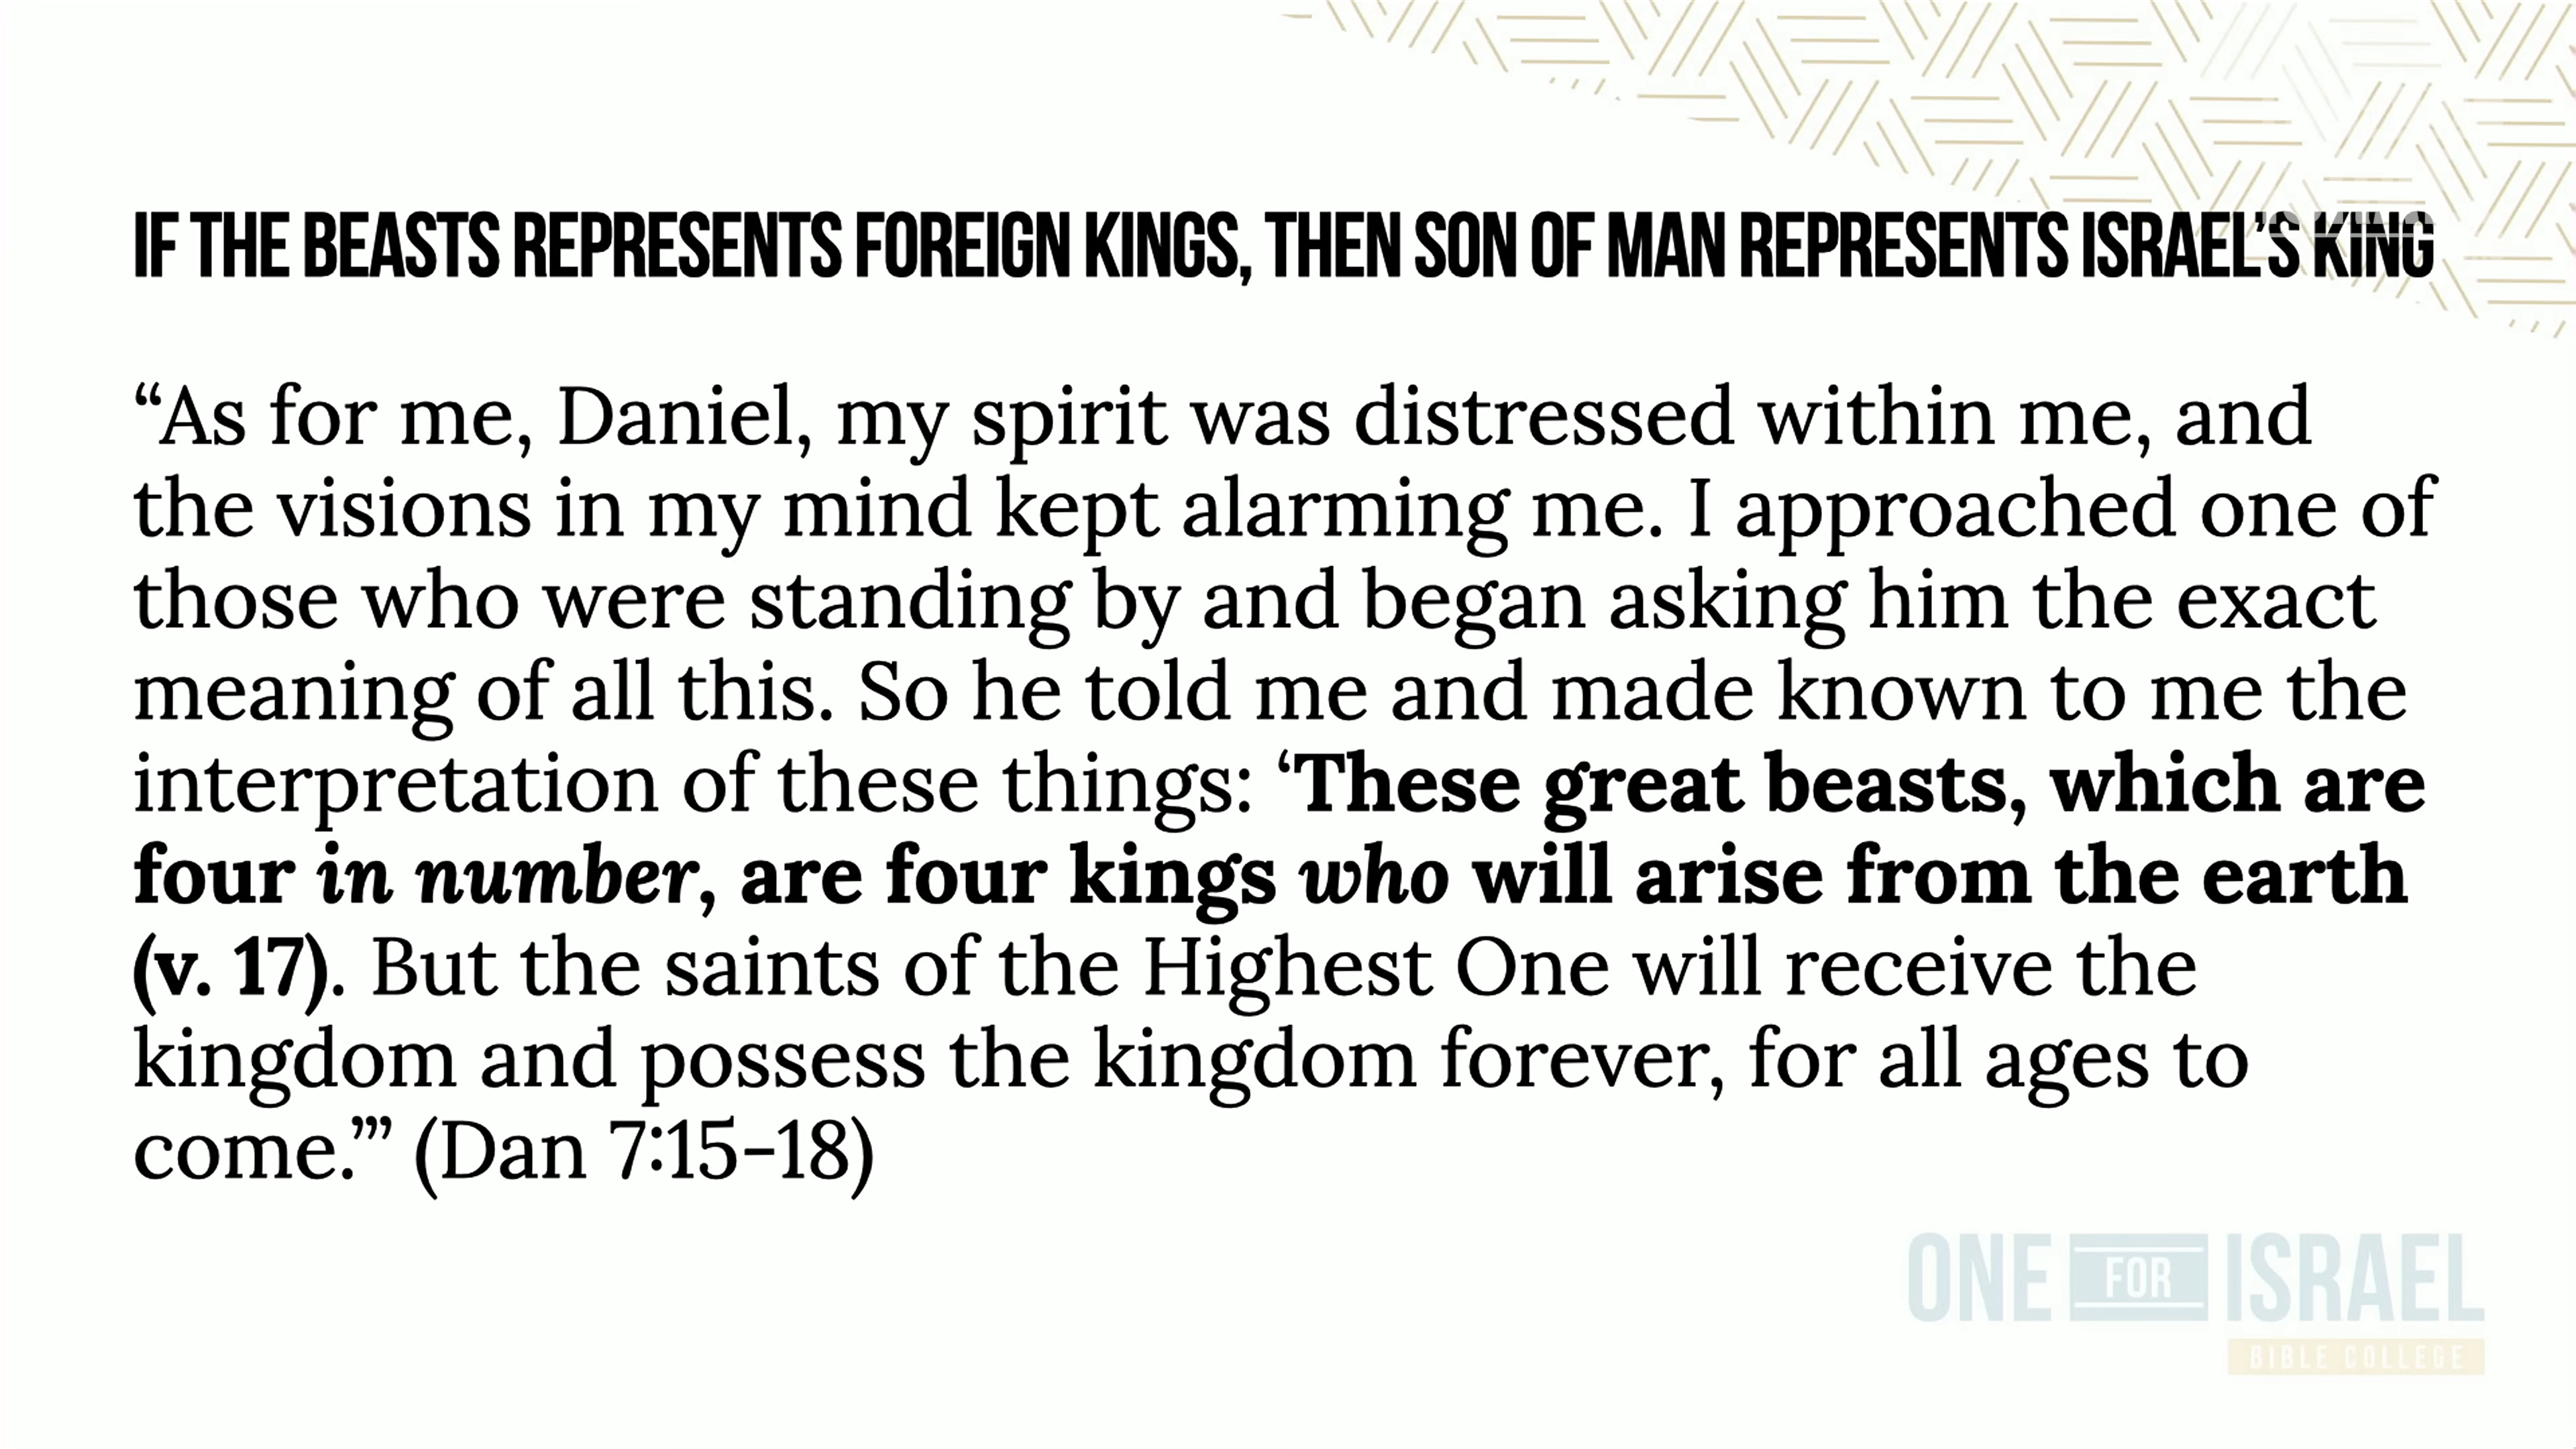 IF THE BEASTS REPRESENTS FOREIGN KINGS, THEN SON OF MAN REPRESENTS ISRAEL’S KING
“As for me, Daniel, my spirit was distressed within me, and
the visions in my mind kept alarming me. I approached one of
those who were standing by and began asking him the exact
meaning of all this. So he told me and made known to me the
interpretation of these things: ‘These great beasts, which are
four in number, are four kings who will arise from the earth
(v. 17). But the saints of the Highest One will receive the
kingdom and possess the kingdom forever, for all ages to
come.’” (Dan 7:15-18)
ONE FOR ISRAEL
BIBLE COLLEGE